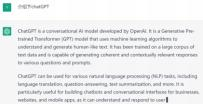 介绍下chatGPT
ChatGPT is a conversational AI model developed by OpenAI. It is a Generative Pre-
trained Transformer (GPT) model that uses machine learning algorithms to
understand and generate human-like text. It has been trained on a large corpus of
text data and is capable of generating coherent and contextually relevant responses
to various questions and prompts.
ChatGPT can be used for various natural language processing (NLP) tasks, including
language translation, question-answering, text summarization, and more. It is
particularly useful for building chatbots and conversational interfaces for businesses,
websites, and mobile apps, as it can understand and respond to user